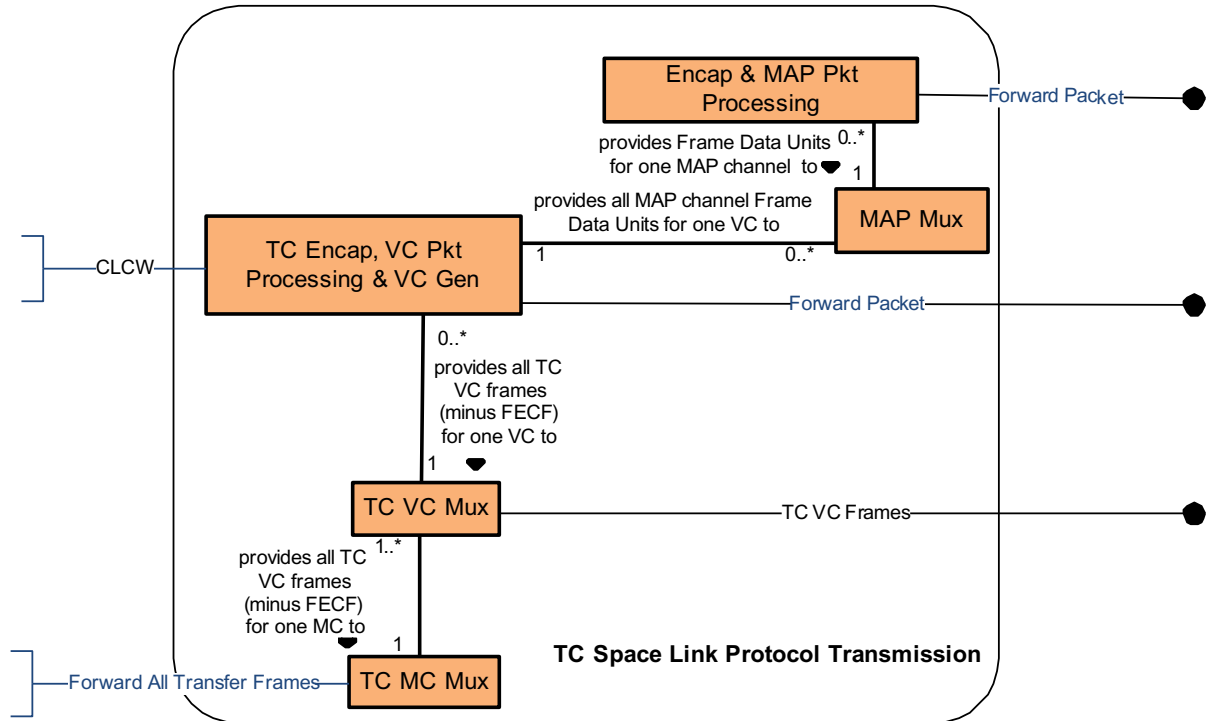 Encap & MAP Pkt
Processing
Forward Packet
provides Frame Data Units
for one MAP channel to
0..*
1
MAP Mux
provides all MAP channel Frame
Data Units for one VC to
1
0..*
TC Encap, VC Pkt
Processing & VC Gen
CLCW
Forward Packet
0..*
provides all TC
VC frames
(minus FECF)
for one VC to
1
TC VC Mux
TC VC Frames
1..*
provides all TC
VC frames
(minus FECF)
for one MC to
1
TC MC Mux
Forward All Transfer Frames
TC Space Link Protocol Transmission